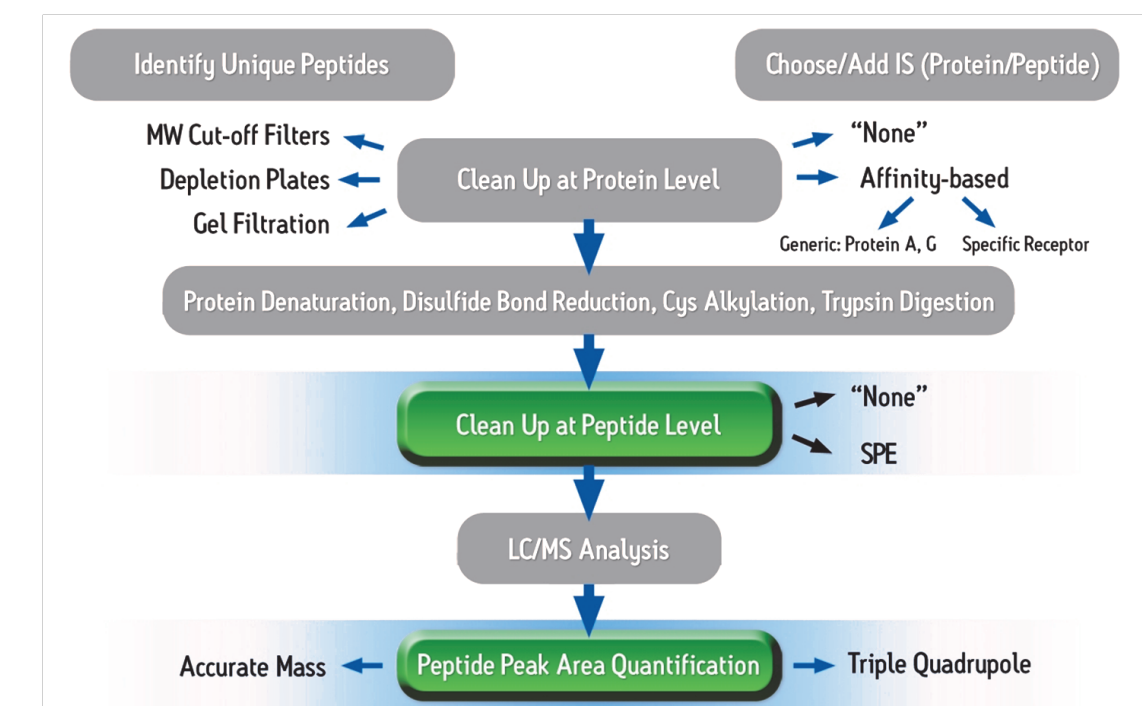 Identify Unique Peptides
Choose/Add IS (Protein/Peptide)
MW Cut-off Filters
Depletion Plates
Gel Filtration
Clean Up at Protein Level
“None”
Affinity-based
Generic: Protein A, G
Specific Receptor
Protein Denaturation, Disulfide Bond Reduction, Cys Alkylation, Trypsin Digestion
Clean Up at Peptide Level
“None”
SPE
LC/MS Analysis
Accurate Mass
Peptide Peak Area Quantification
Triple Quadrupole